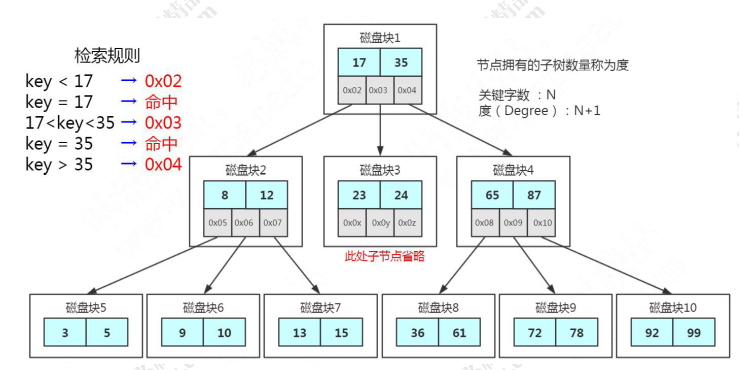 检索规则
key < 17 → 0x02
key = 17 → 命中
17<key<35 → 0x03
key = 35 → 命中
key > 35 → 0x04
磁盘块1
17 35
0x02 0x03 0x04
节点拥有的子树数量称为度
关键字数 ：N
度（Degree）: N+1
磁盘块2
8 12
0x05 0x06 0x07
磁盘块3
23 24
0x0x 0x0y 0x0z
此处子节点省略
磁盘块4
65 87
0x08 0x09 0x10
磁盘块5
3 5
磁盘块6
9 10
磁盘块7
13 15
磁盘块8
36 61
磁盘块9
72 78
磁盘块10
92 99